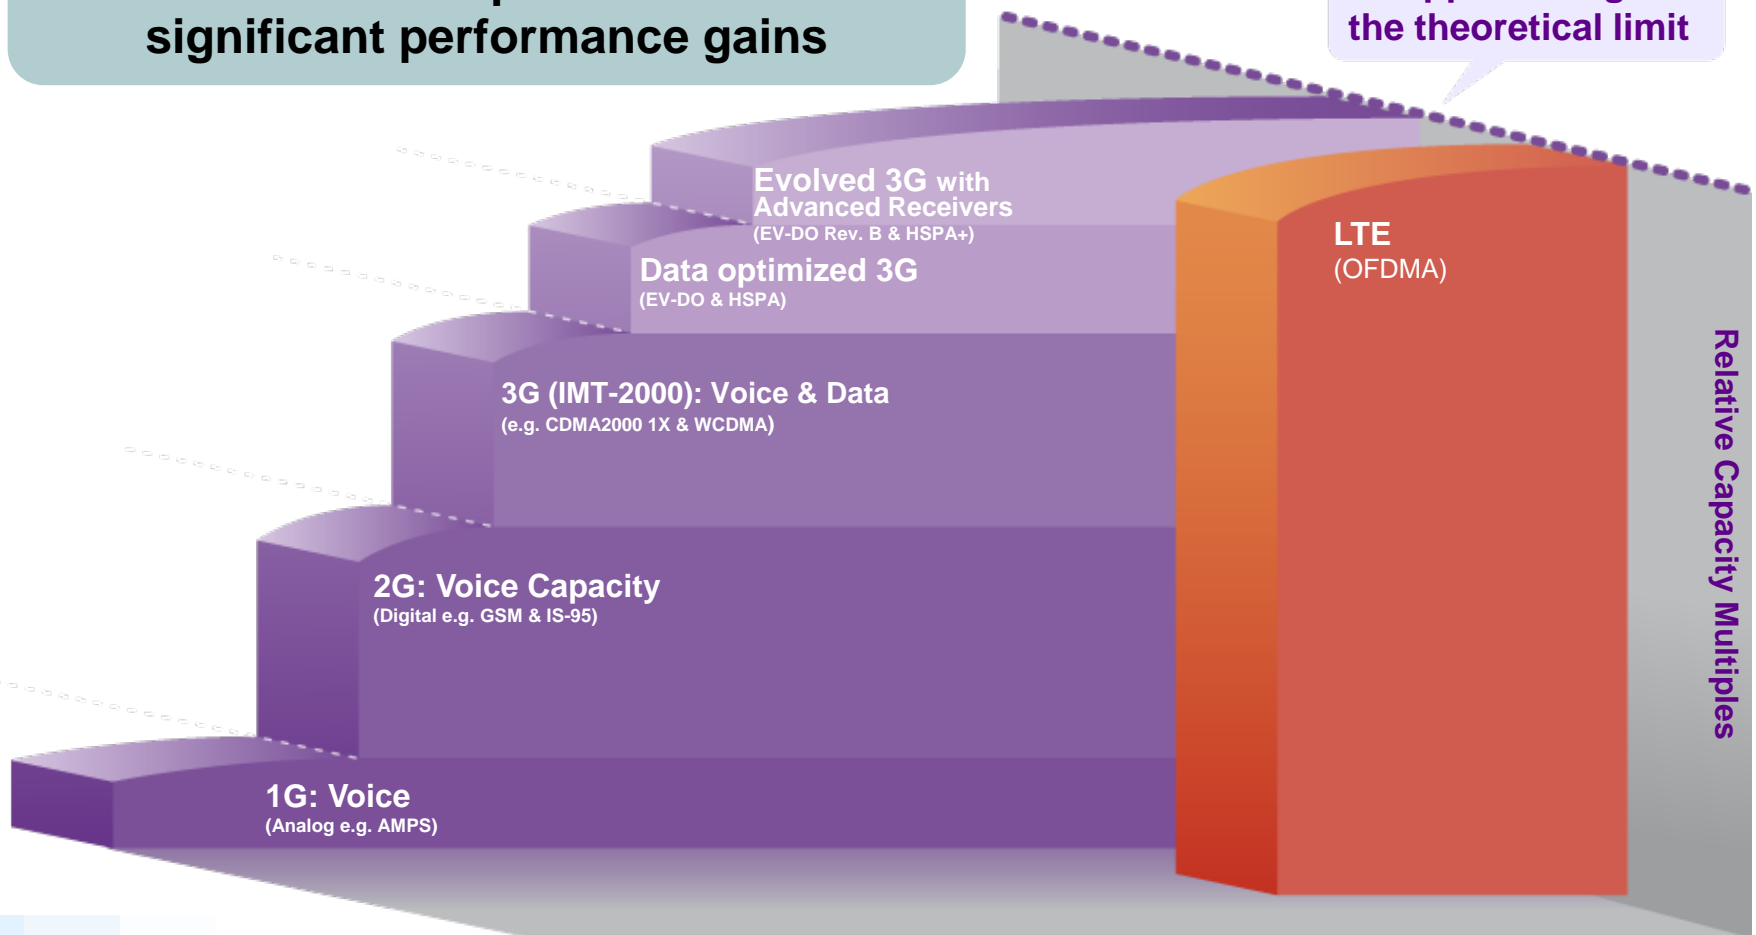 significant performance gains
the theoretical limit
Evolved 3G with
Advanced Receivers
(EV-DO Rev. B & HSPA+)
Data optimized 3G
(EV-DO & HSPA)
3G (IMT-2000): Voice & Data
(e.g. CDMA2000 1X & WCDMA)
2G: Voice Capacity
(Digital e.g. GSM & IS-95)
1G: Voice
(Analog e.g. AMPS)
LTE
(OFDMA)
Relative Capacity Multiples